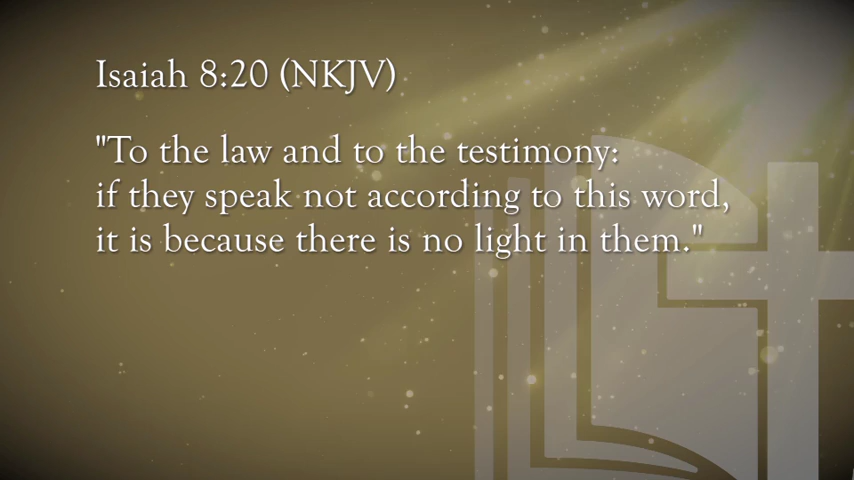 Isaiah 8:20 (NKJV)
"To the law and to the testimony:
if they speak not according to this word,
it is because there is no light in them."